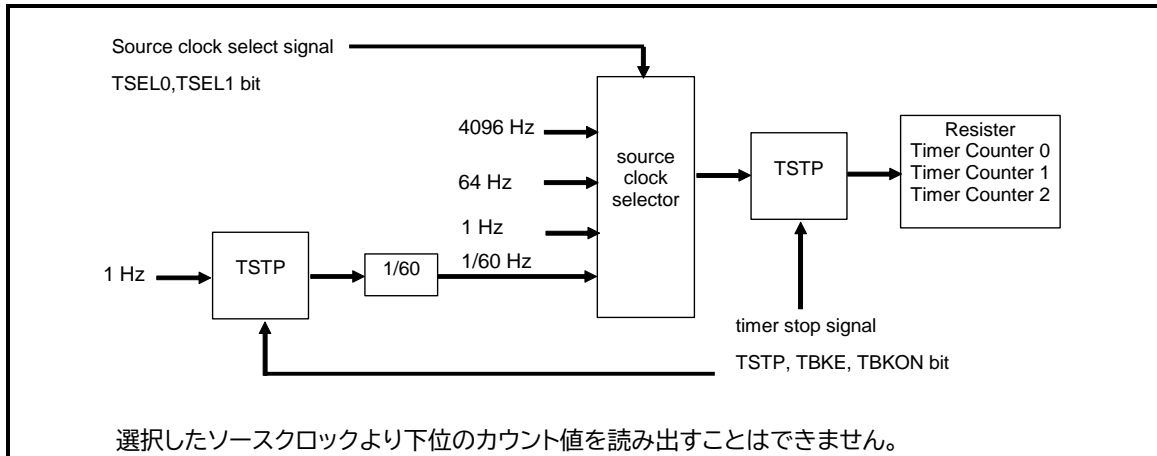 Source clock select signal
TSEL0,TSEL1 bit
4096 Hz
64 Hz
1 Hz
1/60 Hz
source
clock
selector
TSTP
Resister
Timer Counter 0
Timer Counter 1
Timer Counter 2
1 Hz
TSTP
1/60
timer stop signal
TSTP, TBKE, TBKON bit
選択したソースクロックより下位のカウント値を読み出すことはできません。